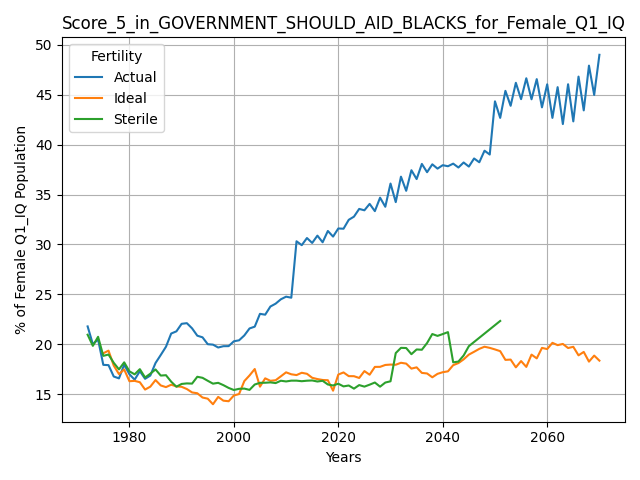 Score_5_in_GOVERNMENT_SHOULD_AID_BLACKS_for_Female_Q1_IQ
Fertility
Actual
Ideal
Sterile
% of Female Q1_IQ Population
50
45
40
35
30
25
20
15
1980
2000
2020
2040
2060
Years